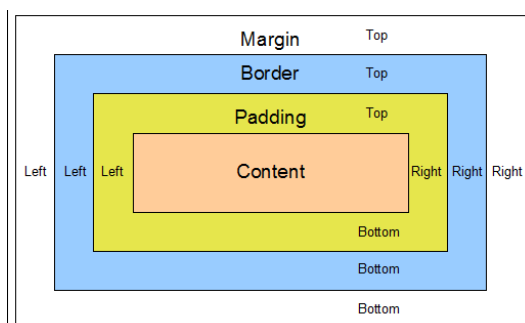 Margin Top
Border Top
Padding Top
Left Left Left Content Right Right Right
Bottom
Bottom
Bottom